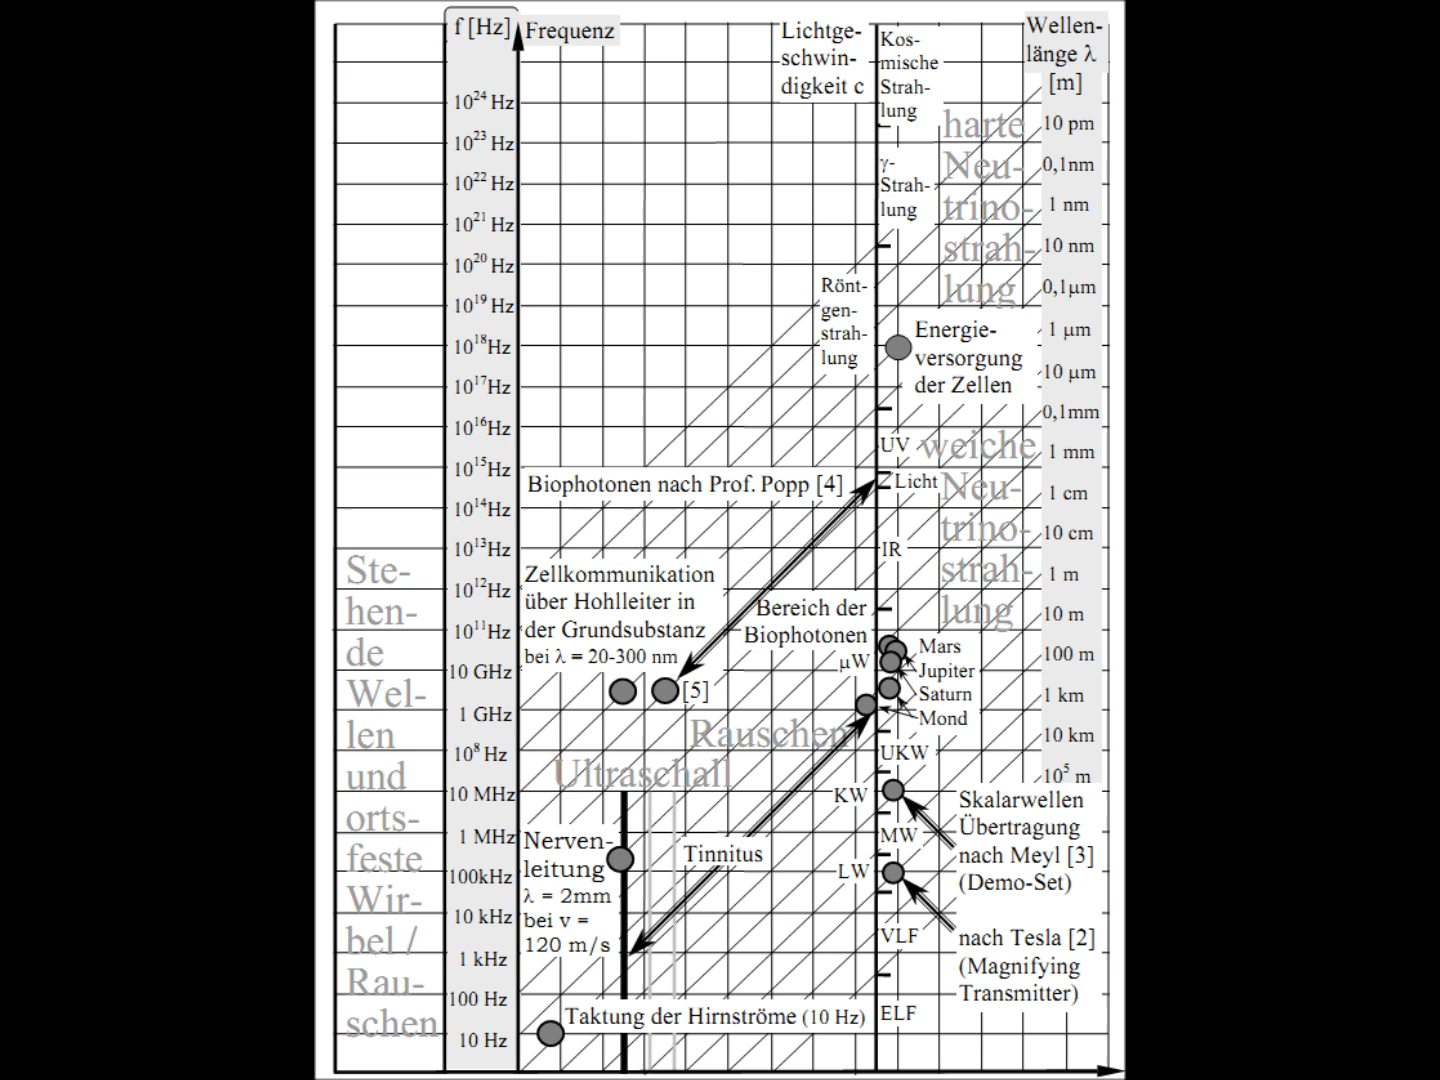 f [Hz]
Frequenz
10²⁴ Hz
10²³ Hz
10²² Hz
10²¹ Hz
10²⁰ Hz
10¹⁹ Hz
10¹⁸Hz
10¹⁷Hz
10¹⁶Hz
10¹⁵Hz
10¹⁴Hz
10¹³Hz
10¹²Hz
10¹¹Hz
10 GHz
1 GHz
10⁸ Hz
10 MHz
1 MHz
100kHz
10 kHz
1 kHz
100 Hz
10 Hz
Ste-
hen-
de
Wel-
len
und
orts-
feste
Wir-
bel /
Rau-
schen
Lichtge-
schwin-
digkeit c
Kos-
mische
Strah-
lung
γ-
Strah-
lung
Rönt-
gen-
strah-
lung
UV
Licht
IR
µW
UKW
KW
MW
LW
VLF
ELF
harte
Neu-
trino-
strah-
lung
Energie-
versorgung
der Zellen
weiche
Neu-
trino-
strah-
lung
Wellen-
länge λ
[m]
10 pm
0,1nm
1 nm
10 nm
0,1µm
1 µm
10 µm
0,1mm
1 mm
1 cm
10 cm
1 m
10 m
100 m
1 km
10 km
10⁵ m
Biophotonen nach Prof. Popp [4]
Zellkommunikation
über Hohlleiter in
der Grundsubstanz
bei λ = 20-300 nm
[5]
Bereich der
Biophotonen
Mars
Jupiter
Saturn
Mond
Rauschen
Ultraschall
Nerven-
leitung
λ = 2mm
bei v =
120 m/s
Tinnitus
Skalarwellen
Übertragung
nach Meyl [3]
(Demo-Set)
nach Tesla [2]
(Magnifying
Transmitter)
Taktung der Hirnströme (10 Hz)